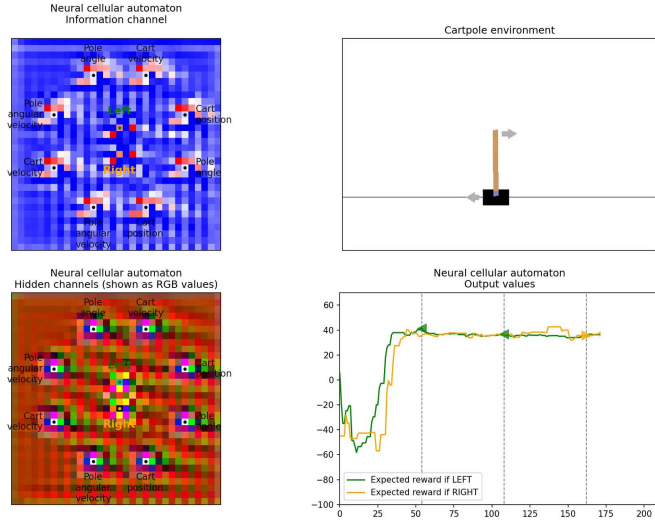 Neural cellular automaton
Information channel
Pole
angle
Cart
velocity
Pole
angular
velocity
Left
Cart
position
Cart
velocity
Right
Pole
angle
Pole
angular
velocity
Cart
position
Cartpole environment
Neural cellular automaton
Hidden channels (shown as RGB values)
Pole
angle
Cart
velocity
Pole
angular
velocity
Left
Cart
position
Cart
velocity
Right
Pole
angle
Pole
angular
velocity
Cart
position
Neural cellular automaton
Output values
60
40
20
0
−20
−40
−60
−80
−100
0 25 50 75 100 125 150 175 200
Expected reward if LEFT
Expected reward if RIGHT